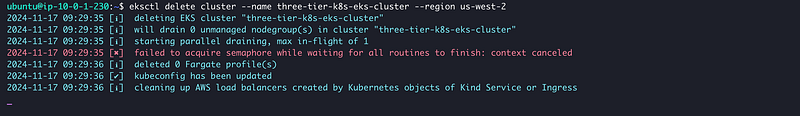 ubuntu@ip-10-0-1-230:~$ eksctl delete cluster --name three-tier-k8s-eks-cluster --region us-west-2
2024-11-17 09:29:35 [ℹ]  deleting EKS cluster "three-tier-k8s-eks-cluster"
2024-11-17 09:29:35 [ℹ]  will drain 0 unmanaged nodegroup(s) in cluster "three-tier-k8s-eks-cluster"
2024-11-17 09:29:35 [ℹ]  starting parallel draining, max in-flight of 1
2024-11-17 09:29:35 [✖]  failed to acquire semaphore while waiting for all routines to finish: context canceled
2024-11-17 09:29:36 [ℹ]  deleted 0 Fargate profile(s)
2024-11-17 09:29:36 [✔]  kubeconfig has been updated
2024-11-17 09:29:36 [ℹ]  cleaning up AWS load balancers created by Kubernetes objects of Kind Service or Ingress